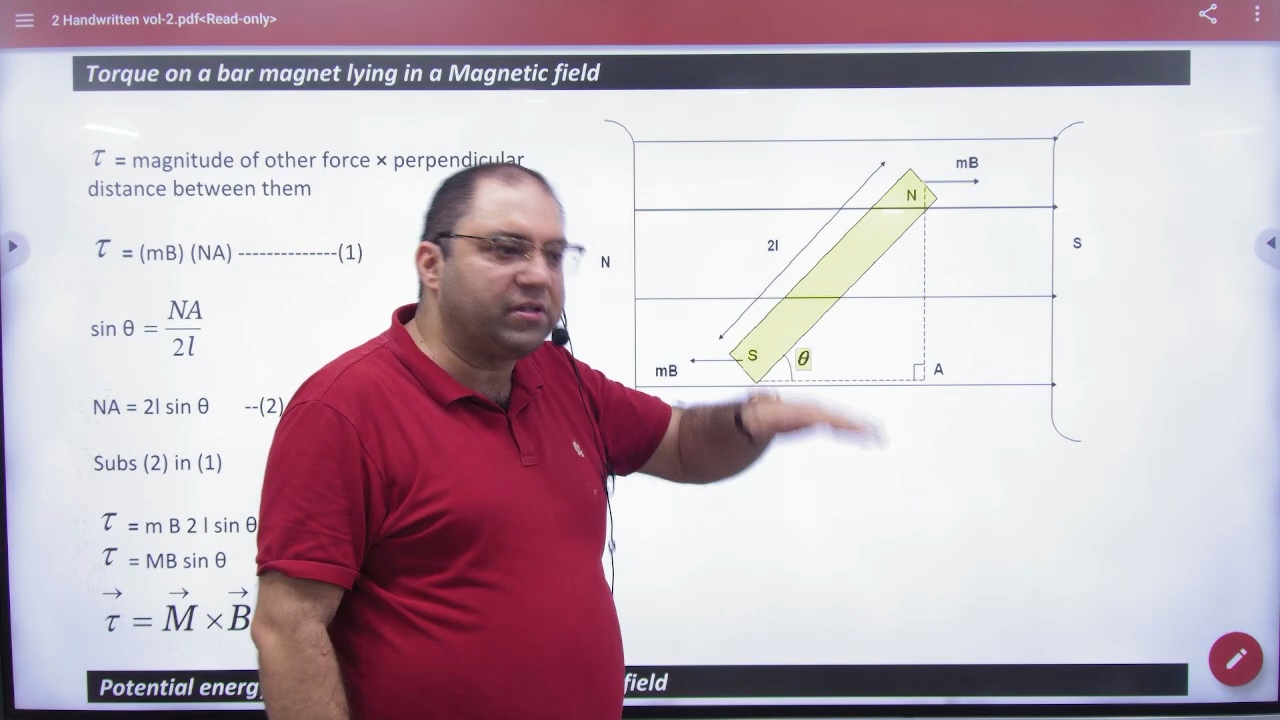 2 Handwritten vol-2.pdf<Read-only>
Torque on a bar magnet lying in a Magnetic field
τ = magnitude of other force × perpendicular
distance between them
τ = (mB) (NA) --------------(1)
sin θ = NA / 2l
NA = 2l sin θ --(2)
Subs (2) in (1)
τ = m B 2 l sin θ
τ = MB sin θ
τ⃗ = M⃗ × B⃗
N
S
mB
N
2l
S
θ
mB
A
Potential energy field